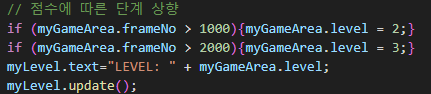 // 점수에 따른 단계 상향
if (myGameArea.frameNo > 1000){myGameArea.level = 2;}
if (myGameArea.frameNo > 2000){myGameArea.level = 3;}
myLevel.text="LEVEL: " + myGameArea.level;
myLevel.update();